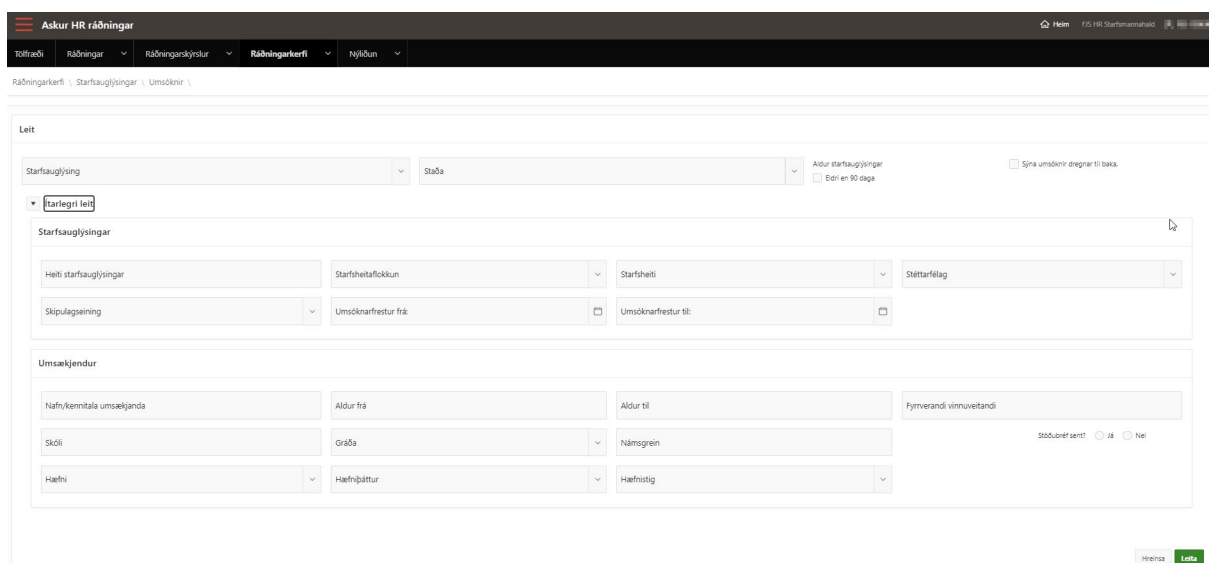 Askur HR ráðningar
Heim FJS HR Starfsmannahald
Tölfræði Ráðningar Ráðningarskýrslur Ráðningarkerfi Nýliðun
Ráðningarkerfi \ Starfsauglýsingar \ Umsóknir \
Leit
Starfsauglýsing Staða Aldur starfsauglýsingar Sýna umsóknir dregnar til baka.
Eldri en 90 daga
Ítarlegri leit
Starfsauglýsingar
Heiti starfsauglýsingar Starfsheitaflokkun Starfsheiti Stéttarfélag
Skipulagseining Umsóknarfrestur frá: Umsóknarfrestur til:
Umsækjendur
Nafn/kennitala umsækjanda Aldur frá Aldur til Fyrrverandi vinnuveitandi
Skóli Gráða Námsgrein Stöðubréf sent? Já Nei
Hæfni Hæfniþáttur Hæfnistig
Hreinsa Leita